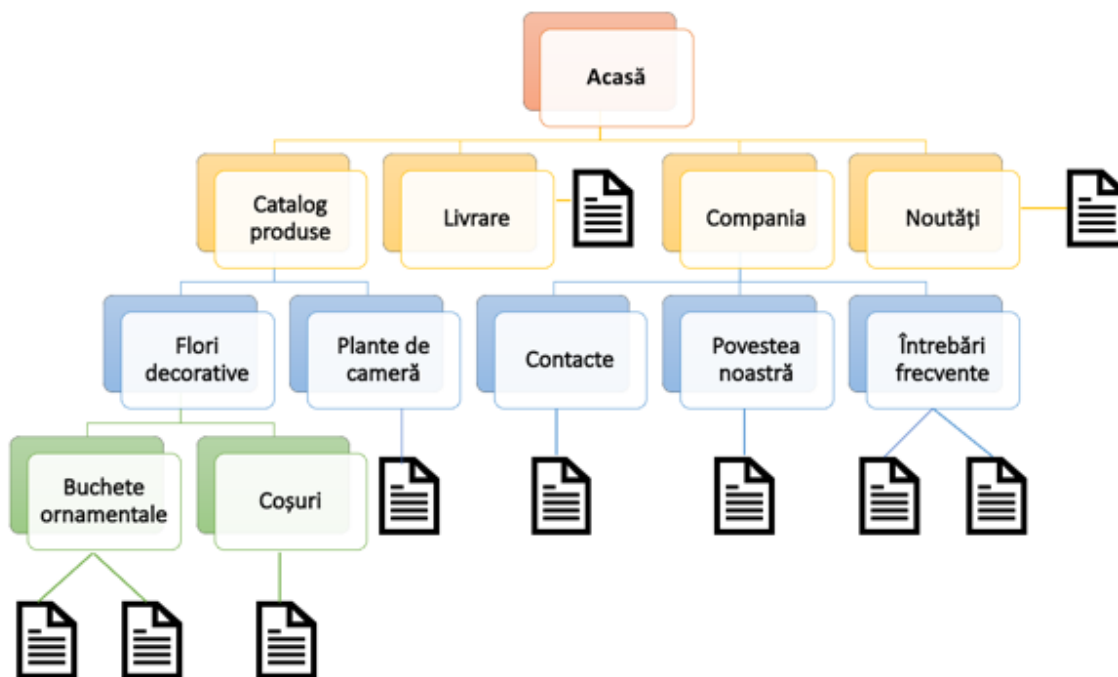 Acasă
Catalog
produse
Livrare
Compania
Noutăți
Flori
decorative
Plante de
cameră
Contacte
Povestea
noastră
Întrebări
frecvente
Buchete
ornamentale
Coșuri